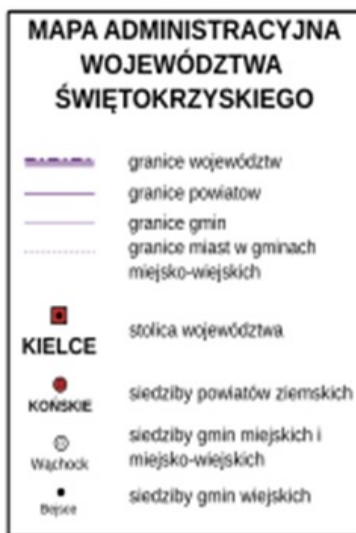 MAPA ADMINISTRACYJNA
WOJEWÓDZTWA
ŚWIĘTOKRZYSKIEGO
granice województw
granice powiatow
granice gmin
granice miast w gminach
miejsko-wiejskich
KIELCE
stolica województwa
KOŃSKIE
siedziby powiatów ziemskich
siedziby gmin miejskich i
miejsko-wiejskich
Wąchock
siedziby gmin wiejskich
Bejsce